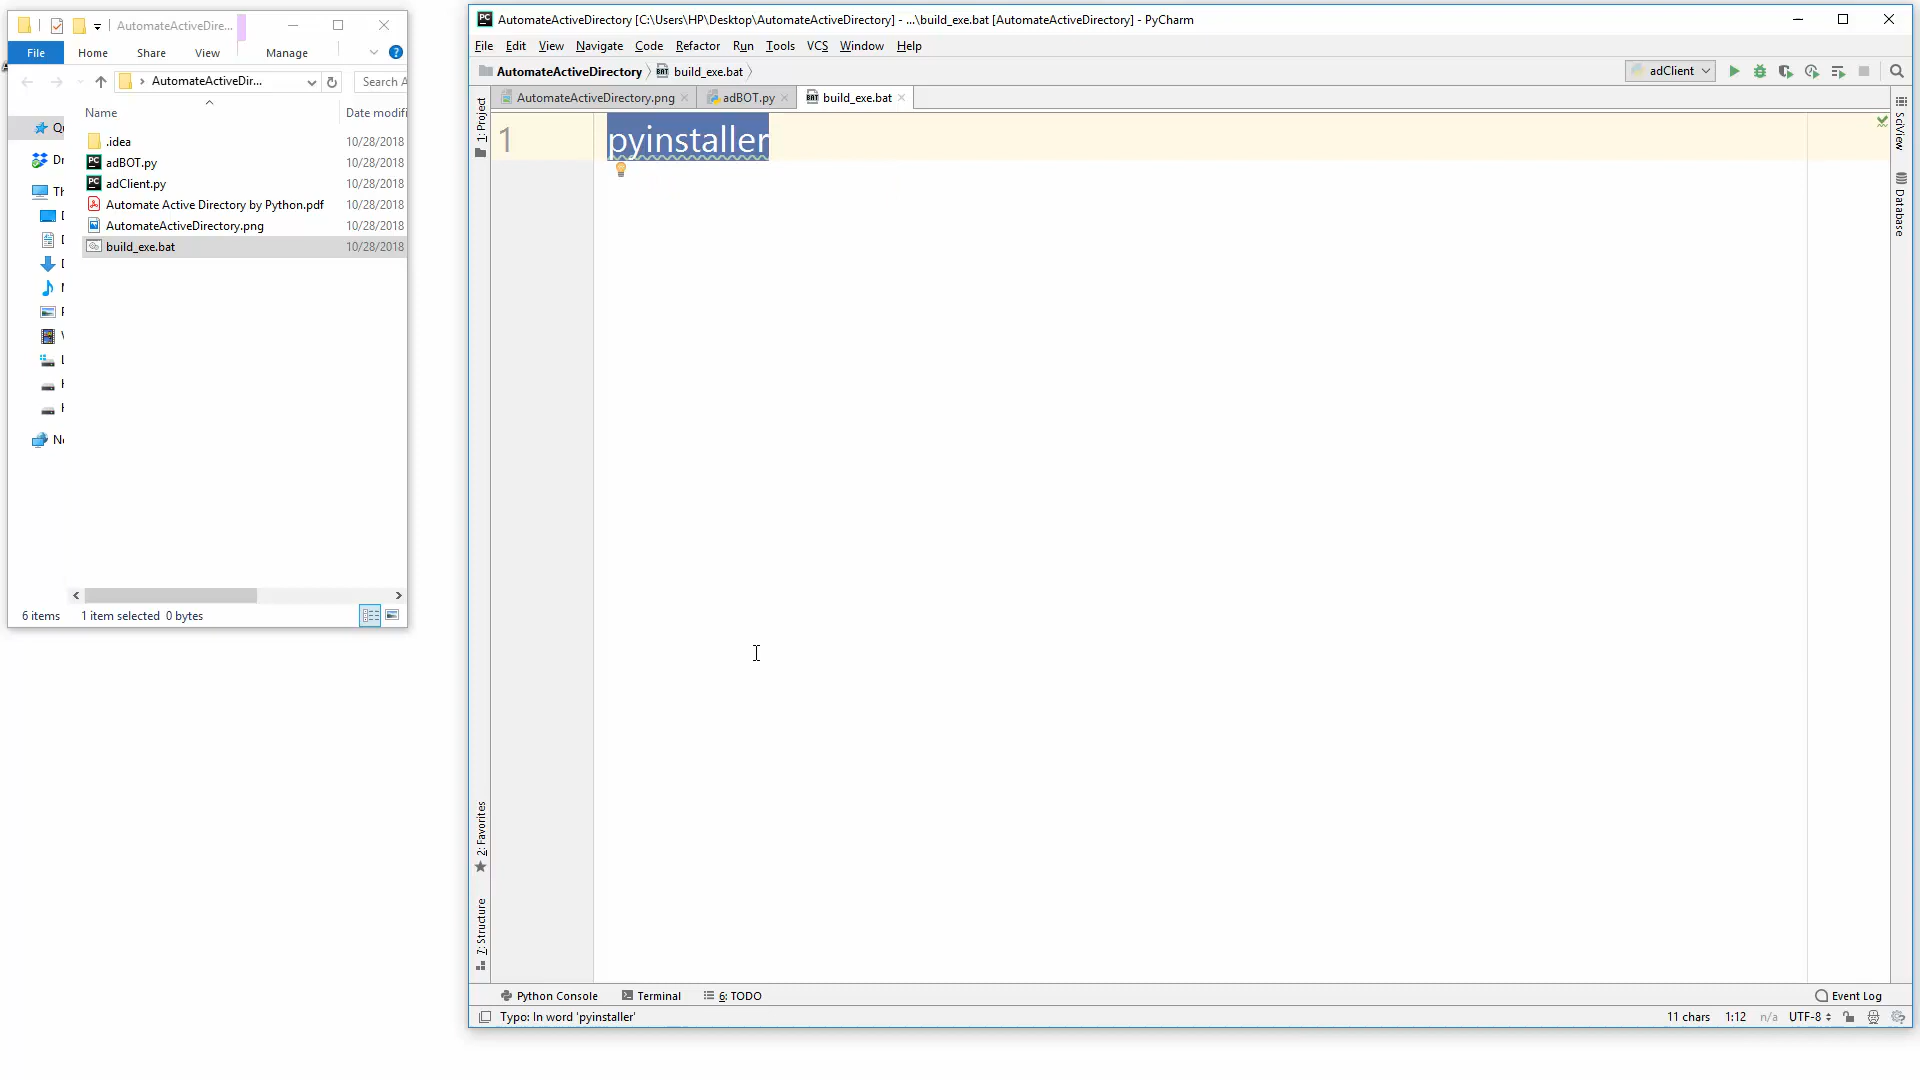 AutomateActiveDire...
File
Home
Share
View
Manage
AutomateActiveDir...
Search A
Name
Date modifi
.idea
10/28/2018
adBOT.py
10/28/2018
adClient.py
10/28/2018
Automate Active Directory by Python.pdf
10/28/2018
AutomateActiveDirectory.png
10/28/2018
build_exe.bat
10/28/2018
6 items
1 item selected 0 bytes
AutomateActiveDirectory [C:\Users\HP\Desktop\AutomateActiveDirectory] - ...\build_exe.bat [AutomateActiveDirectory] - PyCharm
File Edit View Navigate Code Refactor Run Tools VCS Window Help
AutomateActiveDirectory
build_exe.bat
adClient
AutomateActiveDirectory.png
adBOT.py
build_exe.bat
1: Project
1
pyinstaller
SciView
Database
2: Favorites
7: Structure
Python Console
Terminal
6: TODO
Event Log
Typo: In word 'pyinstaller'
11 chars
1:12
n/a
UTF-8